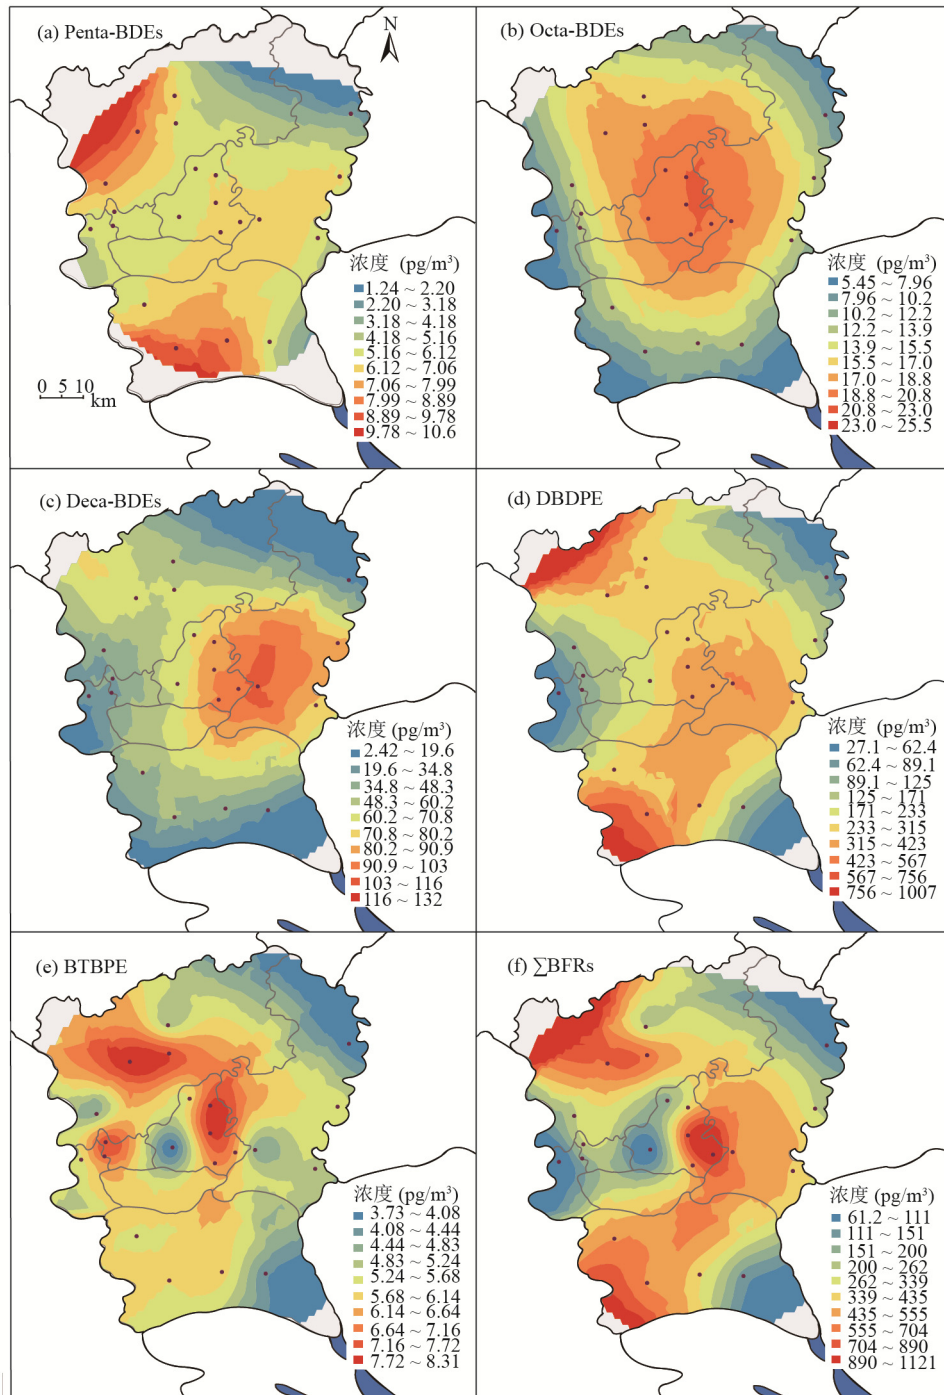 (a) Penta-BDEs
N
浓度 (pg/m³)
1.24 ~ 2.20
2.20 ~ 3.18
3.18 ~ 4.18
4.18 ~ 5.16
5.16 ~ 6.12
6.12 ~ 7.06
7.06 ~ 7.99
7.99 ~ 8.89
8.89 ~ 9.78
9.78 ~ 10.6
0 5 10
km
(b) Octa-BDEs
浓度 (pg/m³)
5.45 ~ 7.96
7.96 ~ 10.2
10.2 ~ 12.2
12.2 ~ 13.9
13.9 ~ 15.5
15.5 ~ 17.0
17.0 ~ 18.8
18.8 ~ 20.8
20.8 ~ 23.0
23.0 ~ 25.5
(c) Deca-BDEs
浓度 (pg/m³)
2.42 ~ 19.6
19.6 ~ 34.8
34.8 ~ 48.3
48.3 ~ 60.2
60.2 ~ 70.8
70.8 ~ 80.2
80.2 ~ 90.9
90.9 ~ 103
103 ~ 116
116 ~ 132
(d) DBDPE
浓度 (pg/m³)
27.1 ~ 62.4
62.4 ~ 89.1
89.1 ~ 125
125 ~ 171
171 ~ 233
233 ~ 315
315 ~ 423
423 ~ 567
567 ~ 756
756 ~ 1007
(e) BTBPE
浓度 (pg/m³)
3.73 ~ 4.08
4.08 ~ 4.44
4.44 ~ 4.83
4.83 ~ 5.24
5.24 ~ 5.68
5.68 ~ 6.14
6.14 ~ 6.64
6.64 ~ 7.16
7.16 ~ 7.72
7.72 ~ 8.31
(f) ∑BFRs
浓度 (pg/m³)
61.2 ~ 111
111 ~ 151
151 ~ 200
200 ~ 262
262 ~ 339
339 ~ 435
435 ~ 555
555 ~ 704
704 ~ 890
890 ~ 1121